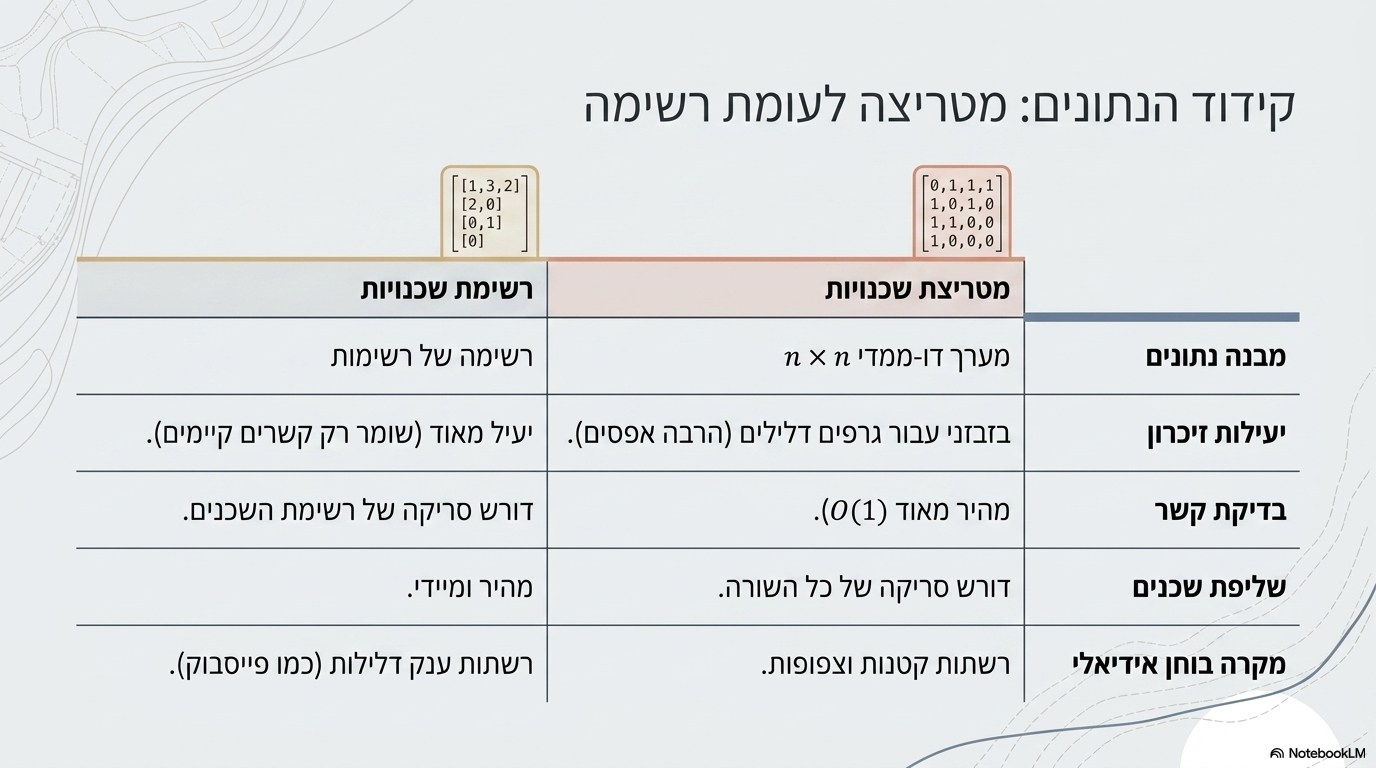 קידוד הנתונים: מטריצה לעומת רשימה
0,1,1,1
1,0,1,0
1,1,0,0
1,0,0,0
[1,3,2]
[2,0]
[0,1]
[0]
מטריצת שכנויות רשימת שכנויות
מבנה נתונים מערך דו-ממדי n × n רשימה של רשימות
יעילות זיכרון בזבזני עבור גרפים דלילים (הרבה אפסים). יעיל מאוד (שומר רק קשרים קיימים).
בדיקת קשר מהיר מאוד O(1)). דורש סריקה של רשימת השכנים.
שליפת שכנים דורש סריקה של כל השורה. מהיר ומיידי.
מקרה בוחן אידיאלי רשתות קטנות וצפופות. רשתות ענק דלילות (כמו פייסבוק).
NotebookLM